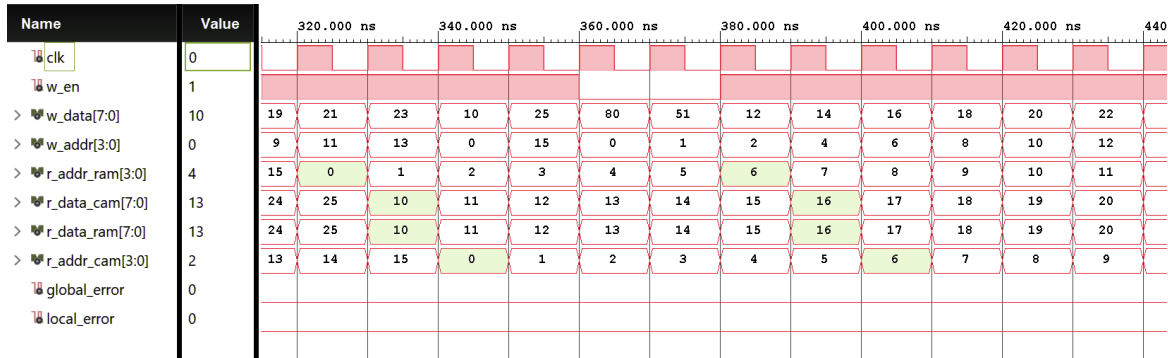 Name Value 320.000 ns 340.000 ns 360.000 ns 380.000 ns 400.000 ns 420.000 ns 440
clk 0
w_en 1
w_data[7:0] 10 19 21 23 10 25 80 51 12 14 16 18 20 22
w_addr[3:0] 0 9 11 13 0 15 0 1 2 4 6 8 10 12
r_addr_ram[3:0] 4 15 0 1 2 3 4 5 6 7 8 9 10 11
r_data_cam[7:0] 13 24 25 10 11 12 13 14 15 16 17 18 19 20
r_data_ram[7:0] 13 24 25 10 11 12 13 14 15 16 17 18 19 20
r_addr_cam[3:0] 2 13 14 15 0 1 2 3 4 5 6 7 8 9
global_error 0
local_error 0